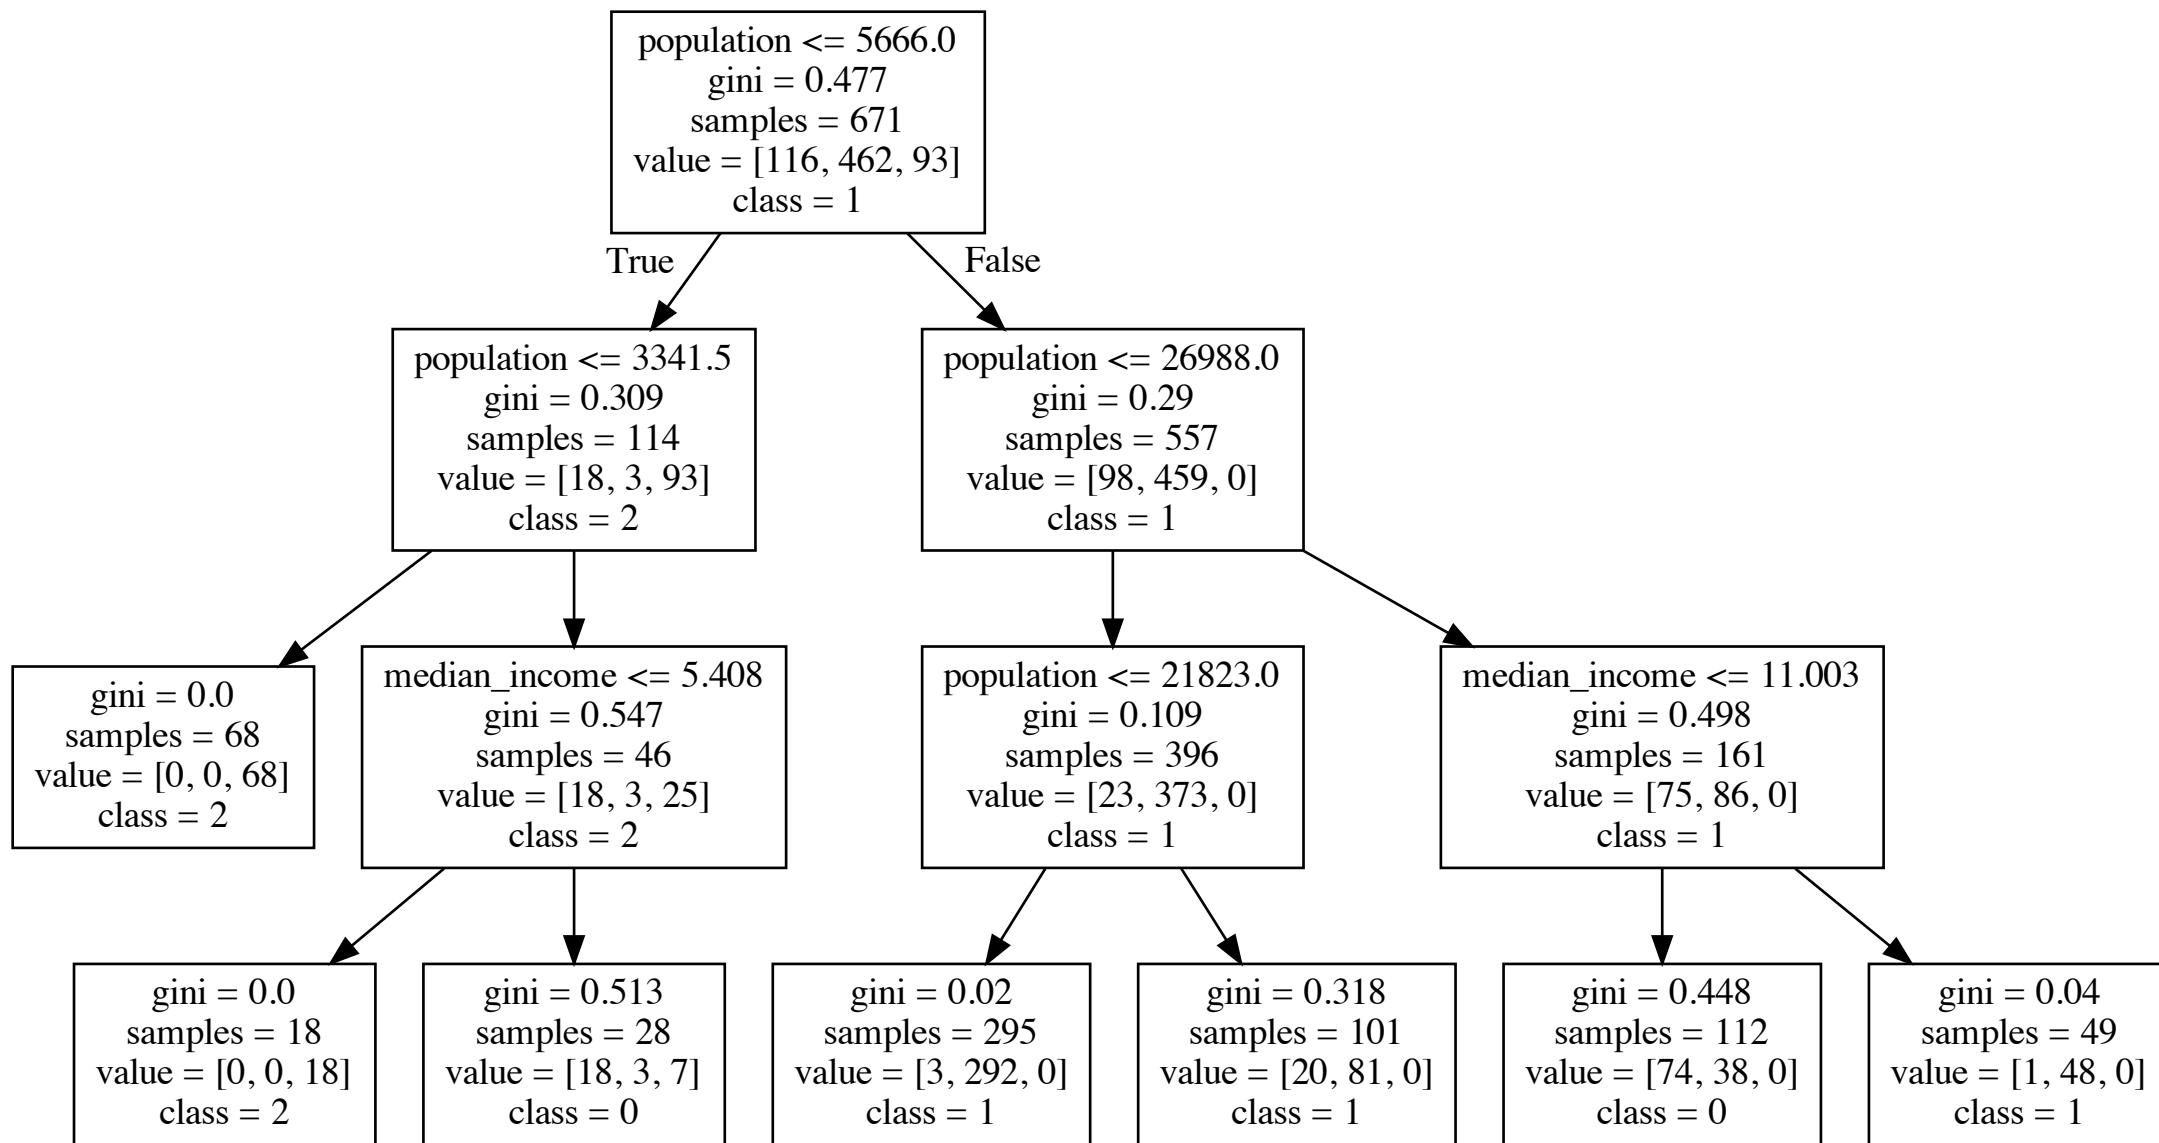 population <= 5666.0
gini = 0.477
samples = 671
value = [116, 462, 93]
class = 1
True
False
population <= 3341.5
gini = 0.309
samples = 114
value = [18, 3, 93]
class = 2
population <= 26988.0
gini = 0.29
samples = 557
value = [98, 459, 0]
class = 1
gini = 0.0
samples = 68
value = [0, 0, 68]
class = 2
median_income <= 5.408
gini = 0.547
samples = 46
value = [18, 3, 25]
class = 2
population <= 21823.0
gini = 0.109
samples = 396
value = [23, 373, 0]
class = 1
median_income <= 11.003
gini = 0.498
samples = 161
value = [75, 86, 0]
class = 1
gini = 0.0
samples = 18
value = [0, 0, 18]
class = 2
gini = 0.513
samples = 28
value = [18, 3, 7]
class = 0
gini = 0.02
samples = 295
value = [3, 292, 0]
class = 1
gini = 0.318
samples = 101
value = [20, 81, 0]
class = 1
gini = 0.448
samples = 112
value = [74, 38, 0]
class = 0
gini = 0.04
samples = 49
value = [1, 48, 0]
class = 1